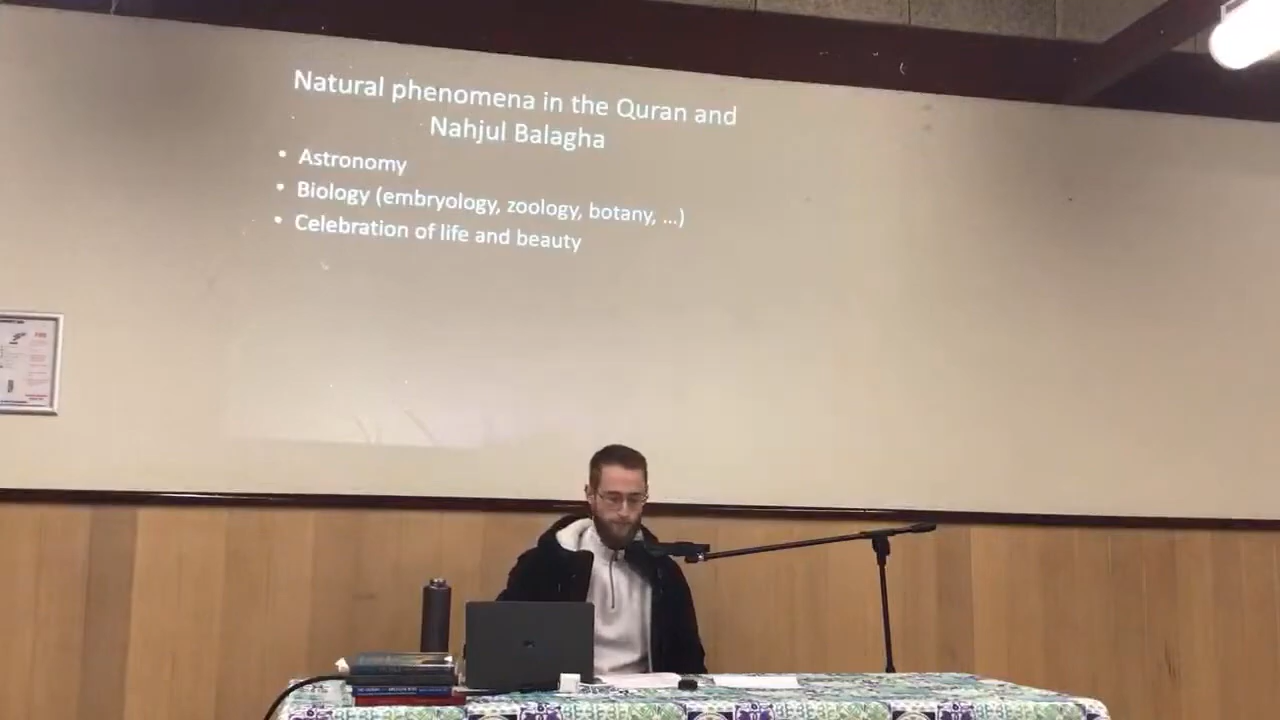 Natural phenomena in the Quran and
Nahjul Balagha
• Astronomy
• Biology (embryology, zoology, botany, ...)
• Celebration of life and beauty